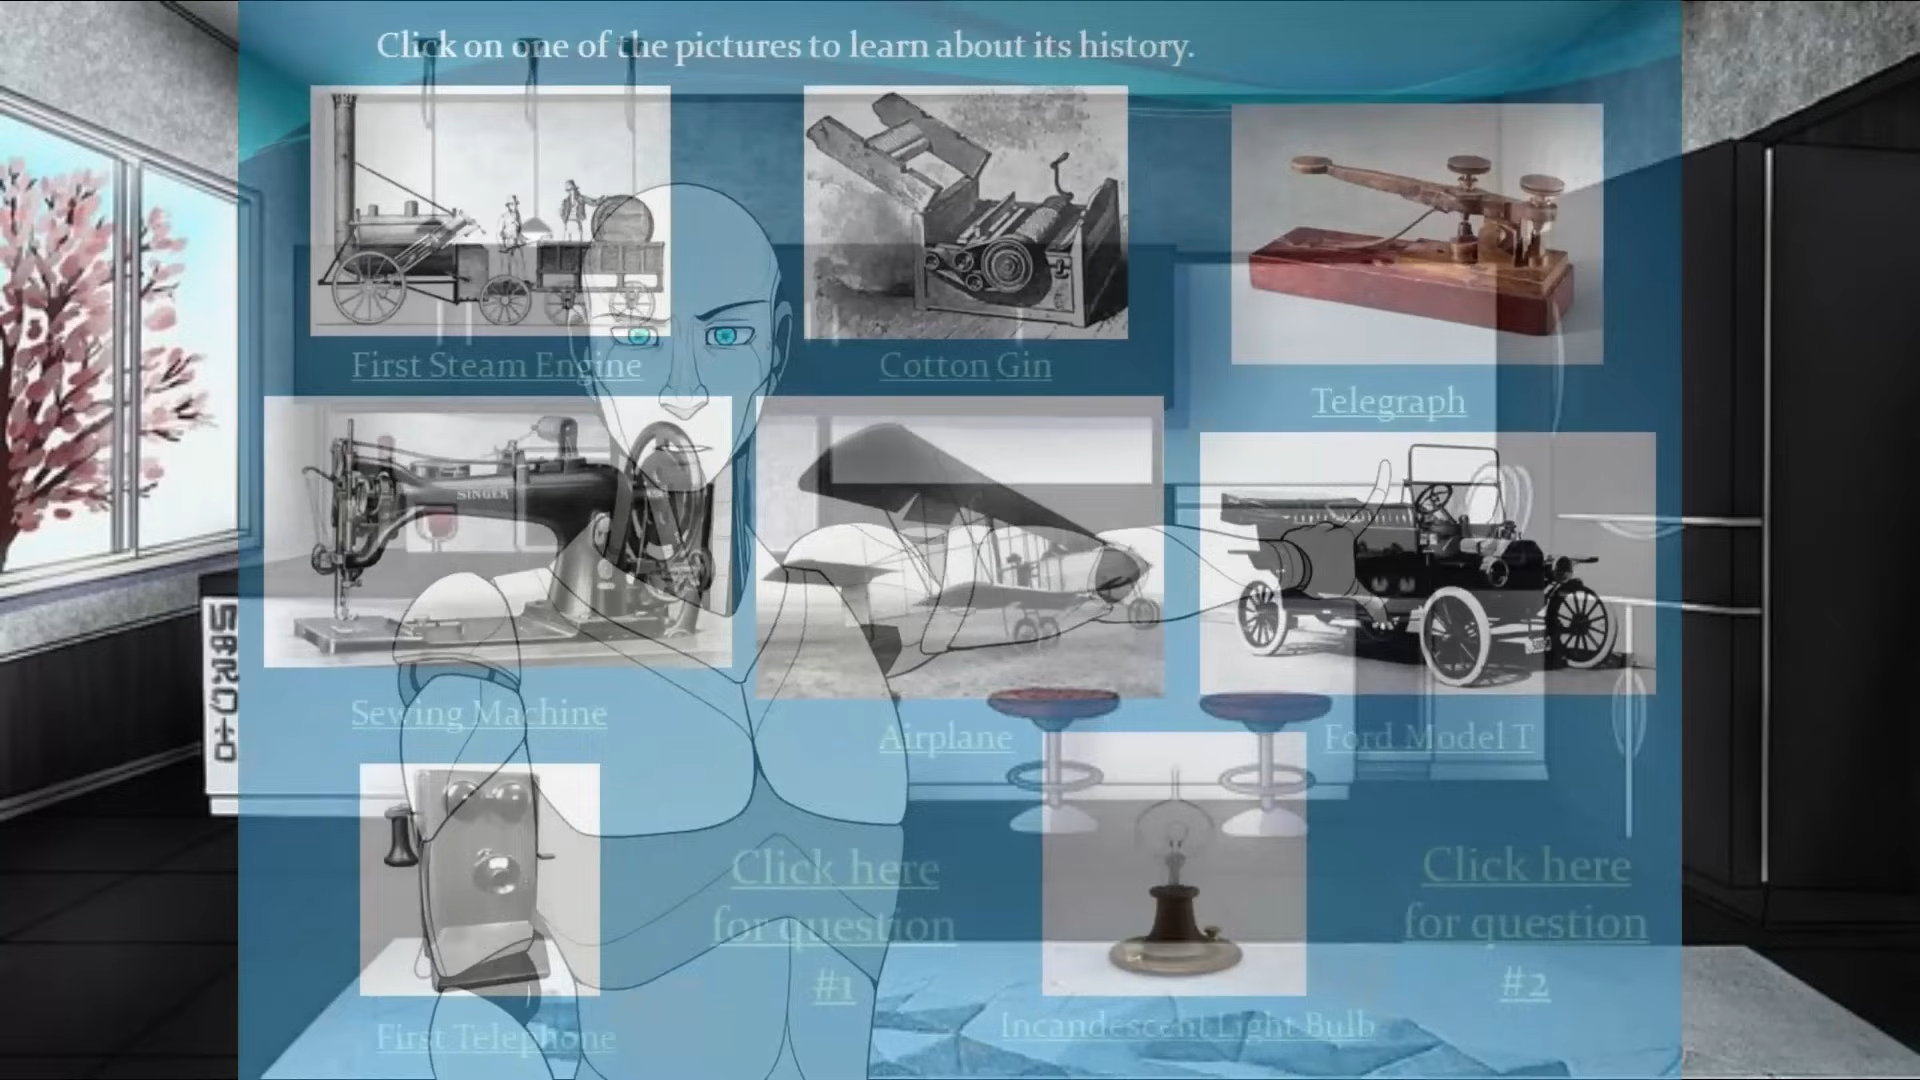 Click on one of the pictures to learn about its history.
First Steam Engine
Cotton Gin
Telegraph
SINGER
Sewing Machine
Airplane
Ford Model T
Click here
for question
#1
Click here
for question
#2
First Telephone
Incandescent Light Bulb